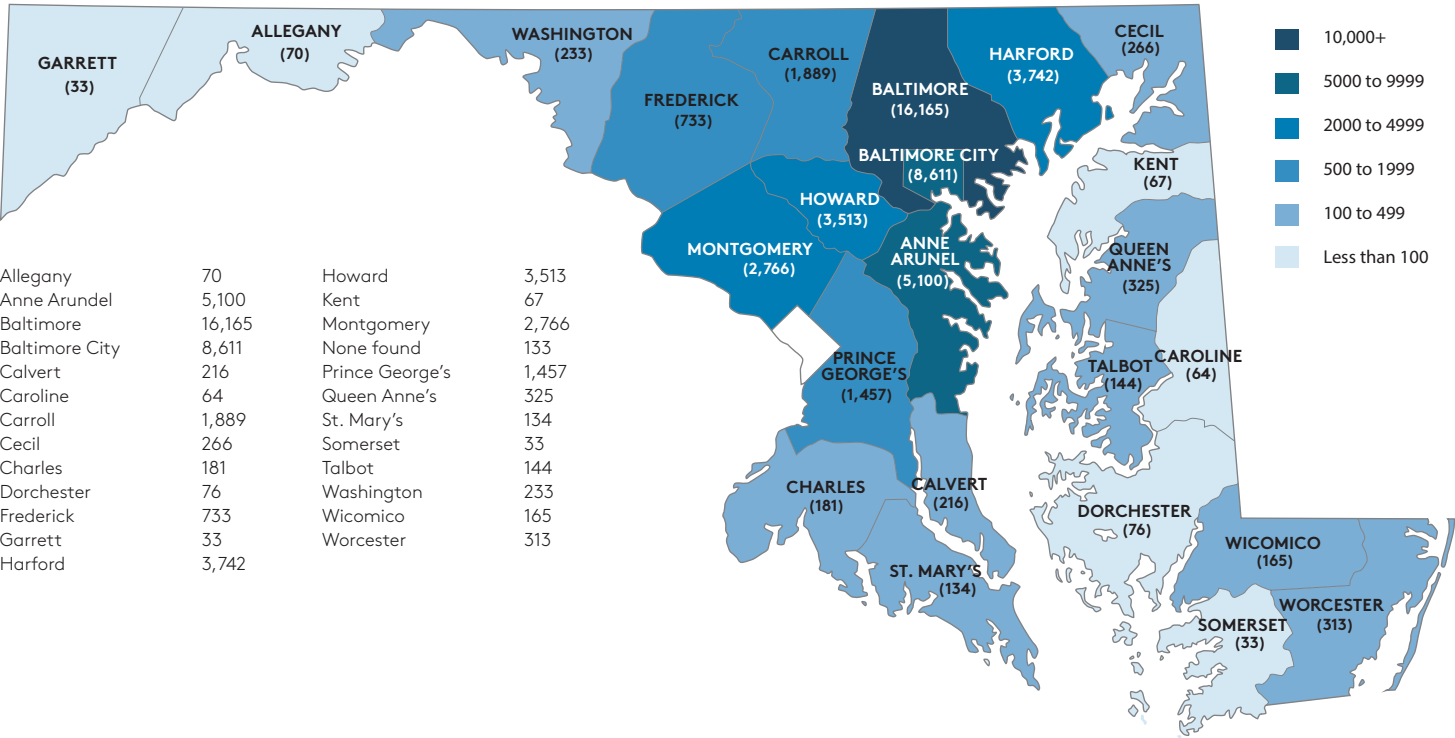 GARRETT
(33)
ALLEGANY
(70)
WASHINGTON
(233)
FREDERICK
(733)
CARROLL
(1,889)
BALTIMORE
(16,165)
BALTIMORE CITY
(8,611)
HARFORD
(3,742)
CECIL
(266)
KENT
(67)
HOWARD
(3,513)
MONTGOMERY
(2,766)
ANNE
ARUNEL
(5,100)
QUEEN
ANNE'S
(325)
PRINCE
GEORGE'S
(1,457)
TALBOT
(144)
CAROLINE
(64)
CHARLES
(181)
CALVERT
(216)
DORCHESTER
(76)
ST. MARY'S
(134)
WICOMICO
(165)
SOMERSET
(33)
WORCESTER
(313)
10,000+
5000 to 9999
2000 to 4999
500 to 1999
100 to 499
Less than 100
Allegany 70
Anne Arundel 5,100
Baltimore 16,165
Baltimore City 8,611
Calvert 216
Caroline 64
Carroll 1,889
Cecil 266
Charles 181
Dorchester 76
Frederick 733
Garrett 33
Harford 3,742
Howard 3,513
Kent 67
Montgomery 2,766
None found 133
Prince George's 1,457
Queen Anne's 325
St. Mary's 134
Somerset 33
Talbot 144
Washington 233
Wicomico 165
Worcester 313